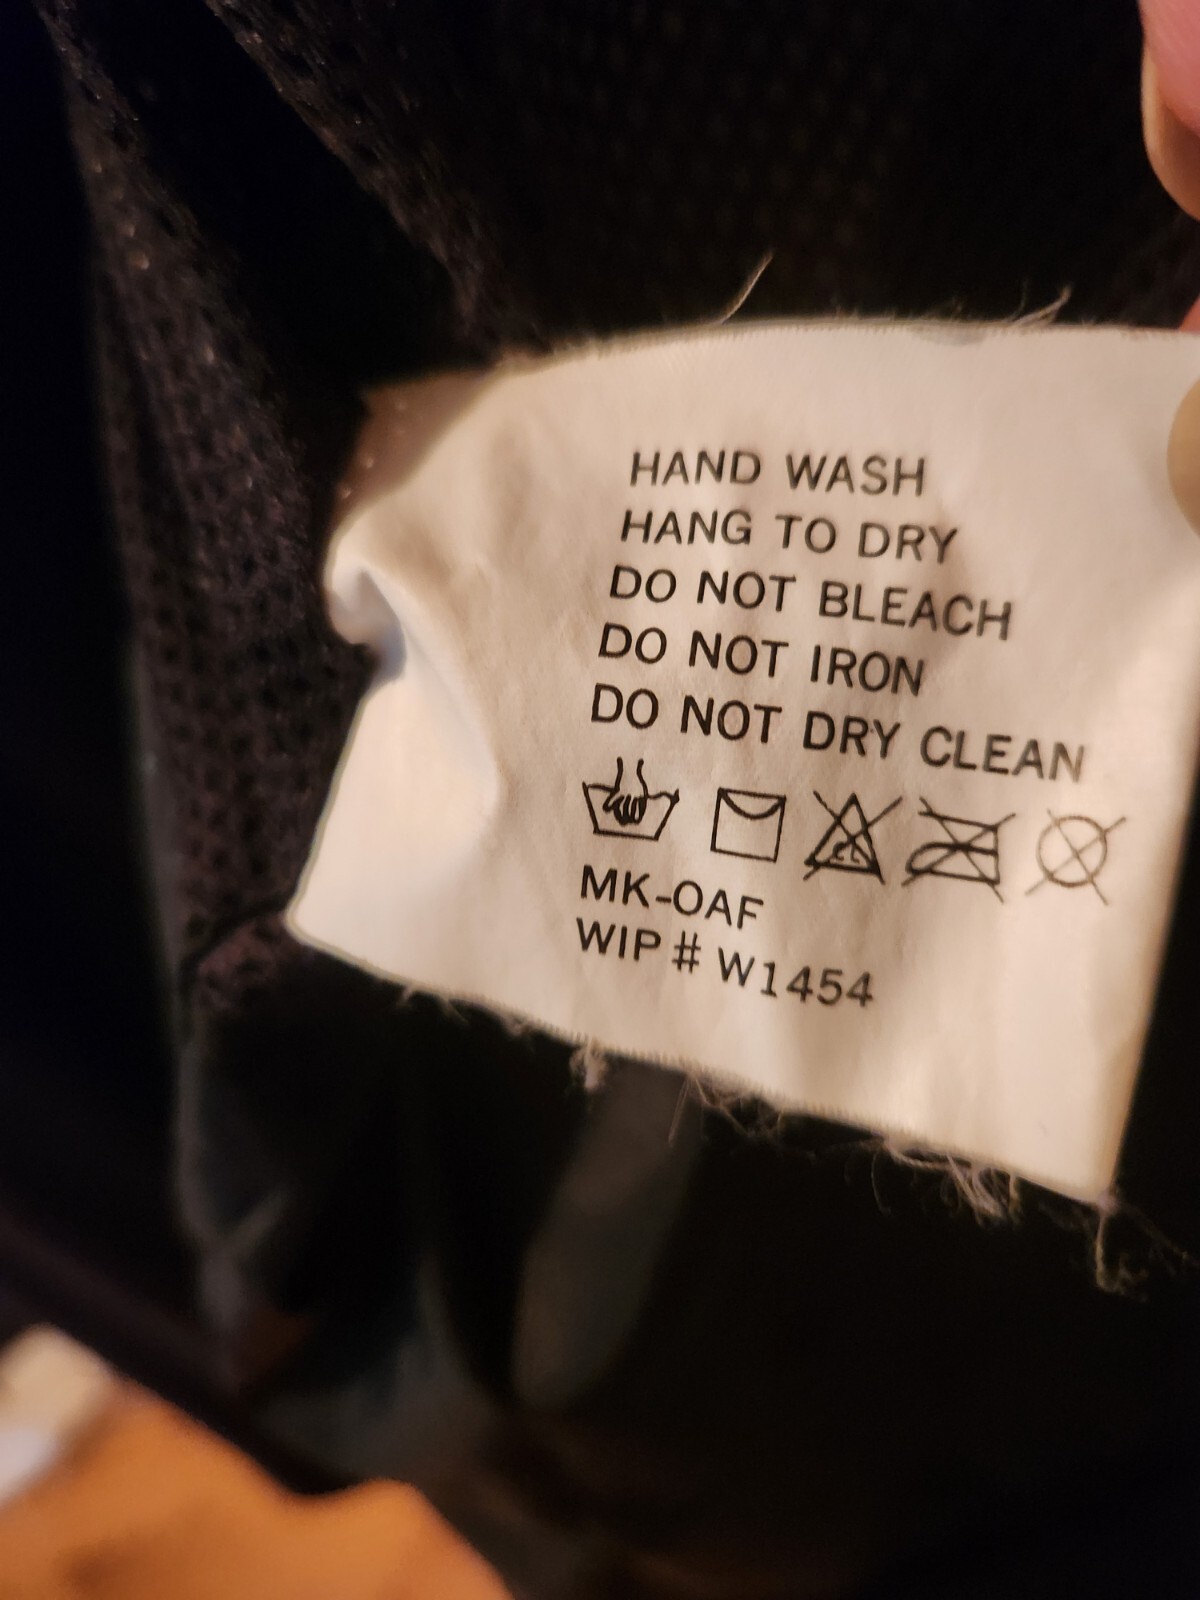 HAND WASH
HANG TO DRY
DO NOT BLEACH
DO NOT IRON
DO NOT DRY CLEAN
CL
MK-OAF
WIP # W1454